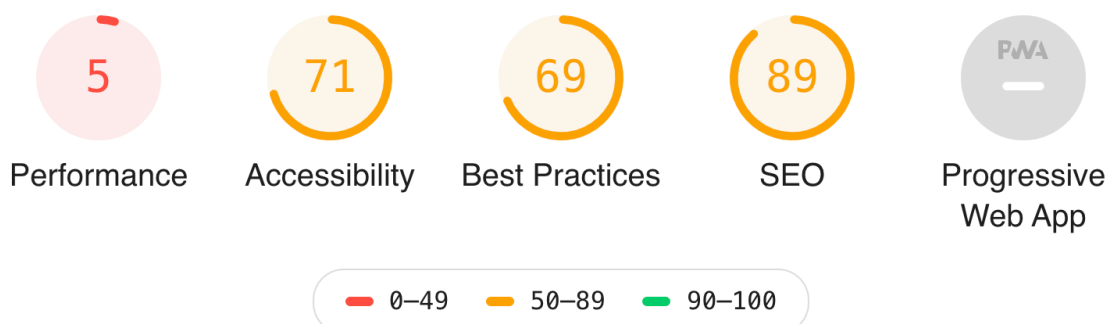 5 71 69 89 PWA
Performance Accessibility Best Practices SEO Progressive
Web App
0–49 50–89 90–100